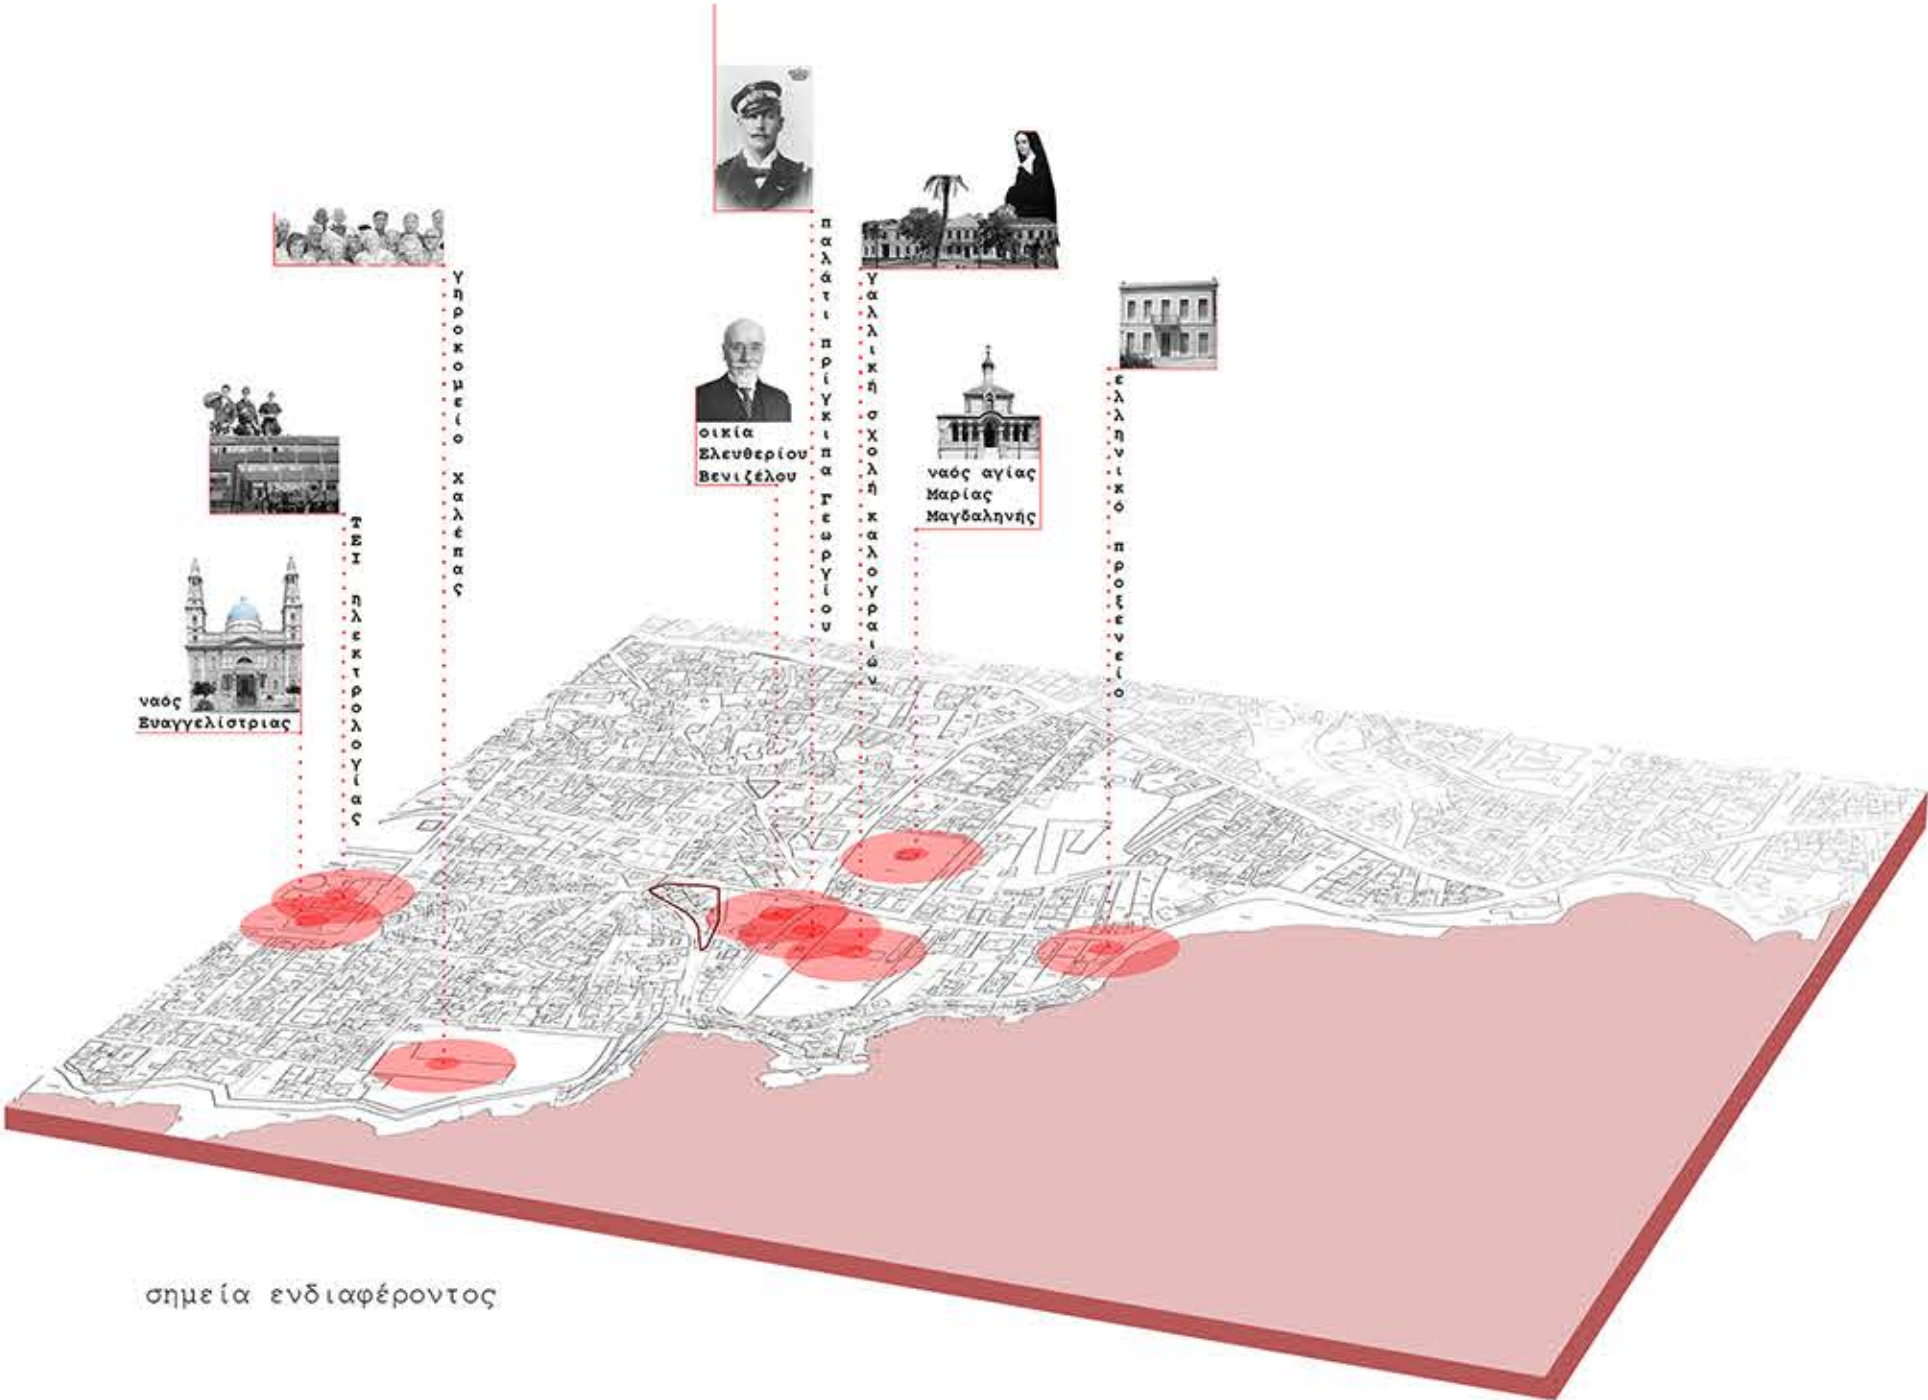 ναός
Ευαγγελίστριας
ΤΕΙ ηλεκτρολογίας
γηροκομείο χαλέπας
οικία
Ελευθερίου
Βενιζέλου
παλάτι πρίγκιπα Γεωργίου
γαλλική σχολή καλογραιών
ναός αγίας
Μαρίας
Μαγδαληνής
ελληνικό προξενείο
σημεία ενδιαφέροντος